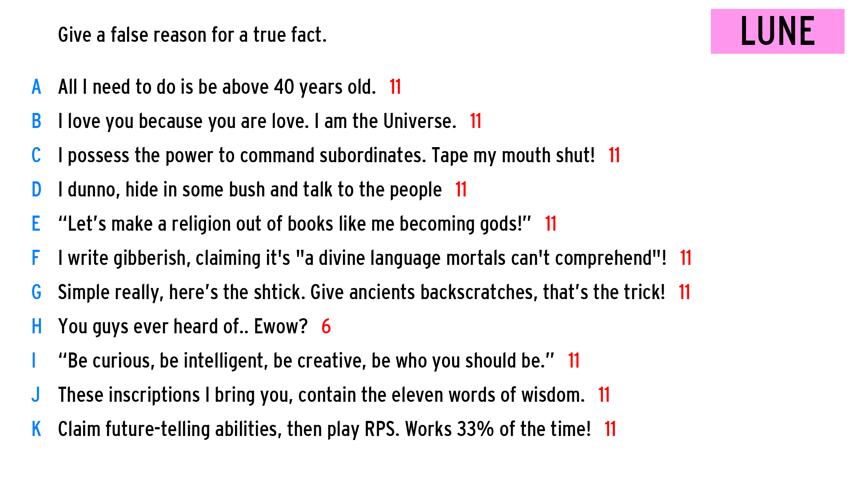 Give a false reason for a true fact.
LUNE
A All I need to do is be above 40 years old. 11
B I love you because you are love. I am the Universe. 11
C I possess the power to command subordinates. Tape my mouth shut! 11
D I dunno, hide in some bush and talk to the people 11
E “Let’s make a religion out of books like me becoming gods!” 11
F I write gibberish, claiming it's "a divine language mortals can't comprehend"! 11
G Simple really, here’s the shtick. Give ancients backscratches, that’s the trick! 11
H You guys ever heard of.. Ewow? 6
I “Be curious, be intelligent, be creative, be who you should be.” 11
J These inscriptions I bring you, contain the eleven words of wisdom. 11
K Claim future-telling abilities, then play RPS. Works 33% of the time! 11